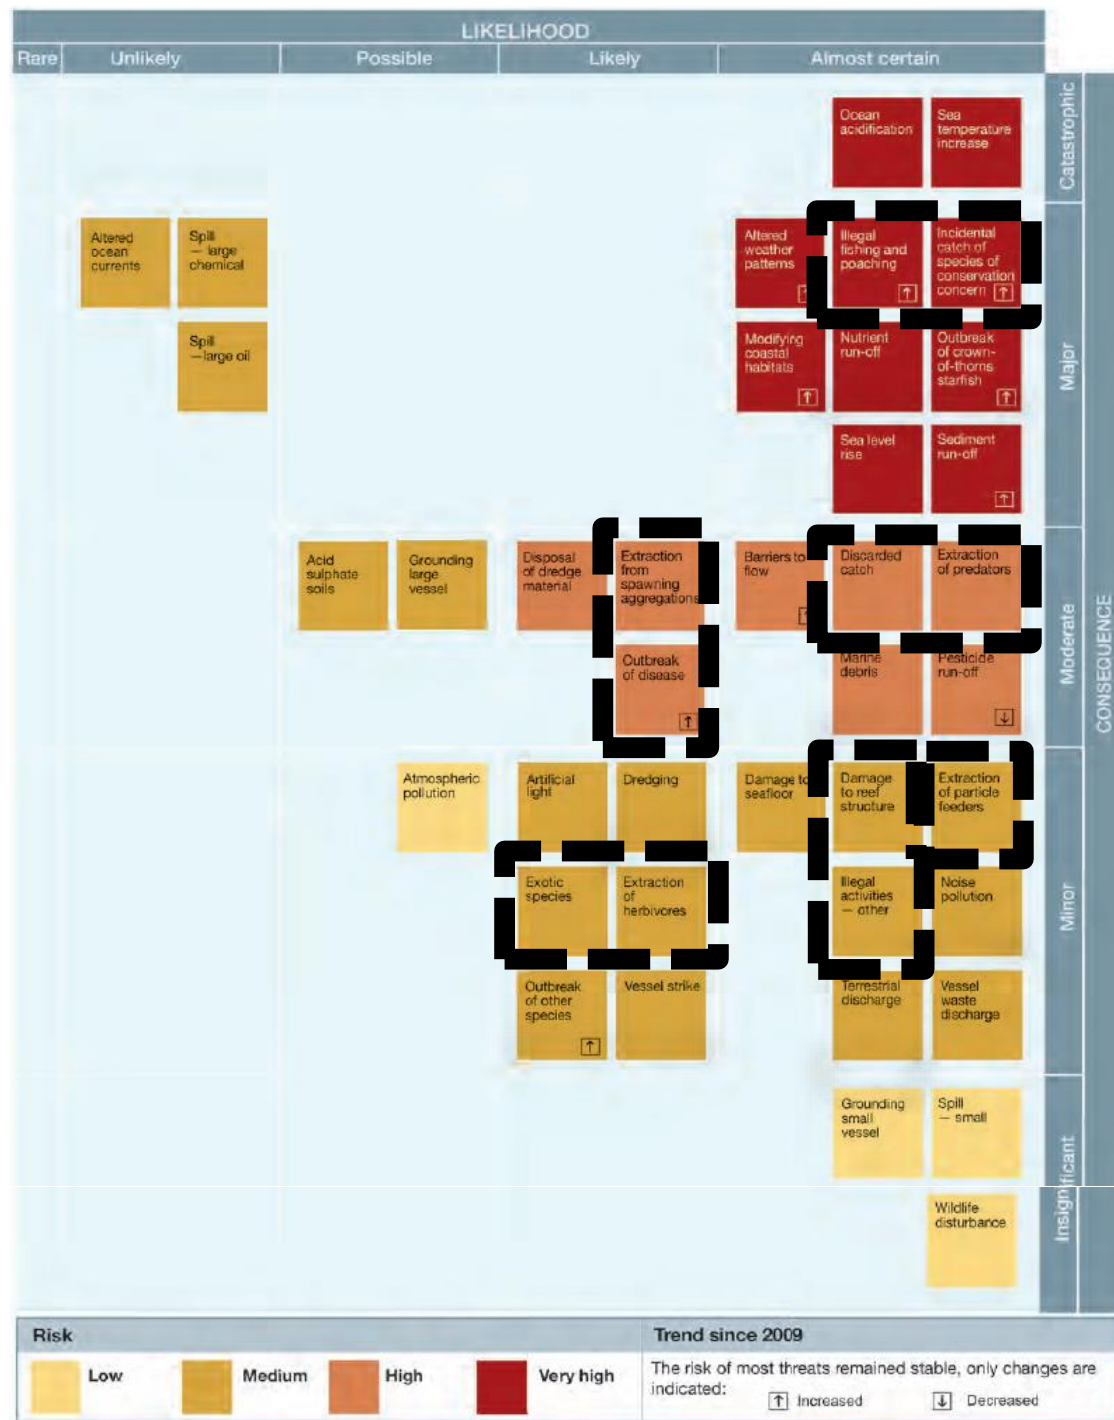 LIKELIHOOD
Rare
Unlikely
Possible
Likely
Almost certain
Ocean
acidification
Sea
temperature
increase
Catastrophic
Altered
ocean
currents
Spill
— large
chemical
Altered
weather
patterns
↑
Illegal
fishing and
poaching
↑
Incidental
catch of
species of
conservation
concern ↑
Spill
— large oil
Modifying
coastal
habitats
↑
Nutrient
run-off
Outbreak
of crown-
of-thorns
starfish
↑
Major
Sea level
rise
Sediment
run-off
↑
Acid
sulphate
soils
Grounding
large
vessel
Disposal
of dredge
material
Extraction
from
spawning
aggregations
Barriers to
flow
↑
Discarded
catch
Extraction
of predators
Outbreak
of disease
↑
Marine
debris
Pesticide
run-off
↓
Moderate
CONSEQUENCE
Atmospheric
pollution
Artificial
light
Dredging
Damage to
seafloor
Damage
to reef
structure
Extraction
of particle
feeders
Exotic
species
Extraction
of
herbivores
Illegal
activities
— other
Noise
pollution
Minor
Outbreak
of other
species
↑
Vessel strike
Terrestrial
discharge
Vessel
waste
discharge
Grounding
small
vessel
Spill
— small
Wildlife
disturbance
Insignificant
Risk
Low
Medium
High
Very high
Trend since 2009
The risk of most threats remained stable, only changes are
indicated:
↑ Increased
↓ Decreased